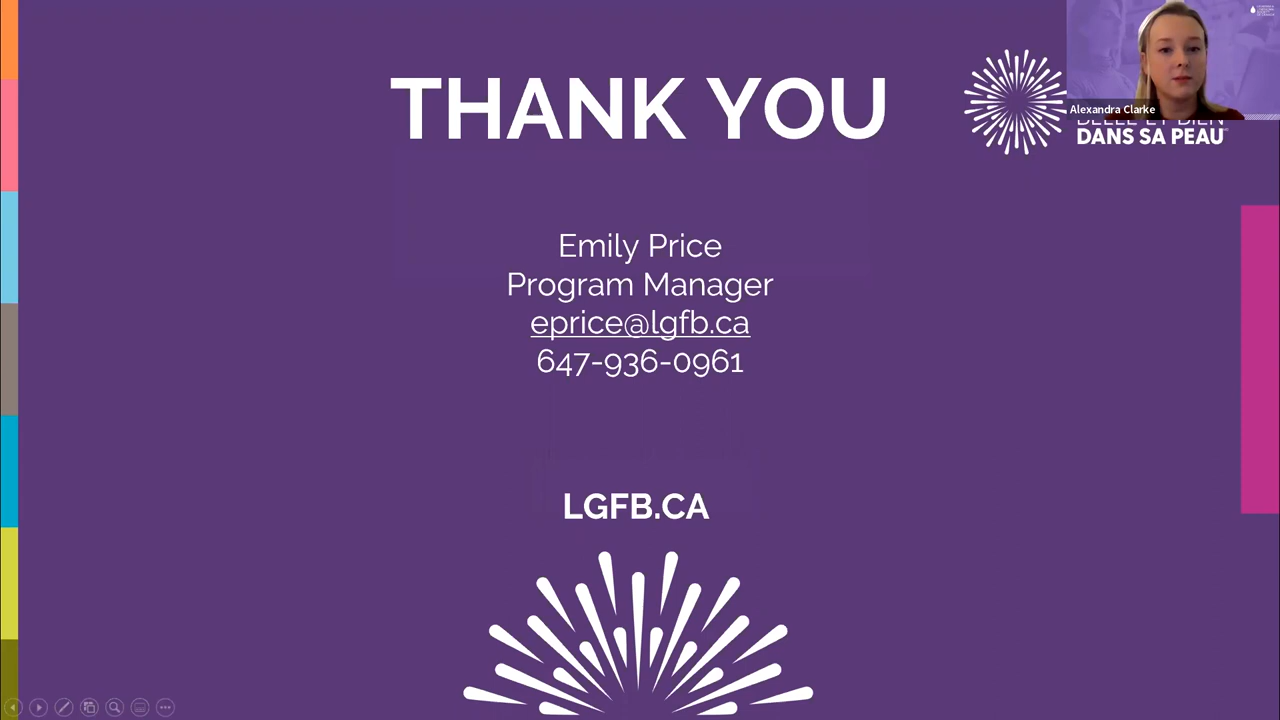 THANK YOU
Alexandra Clarke
DANS SA PEAU
Emily Price
Program Manager
eprice@lgfb.ca
647-936-0961
LGFB.CA